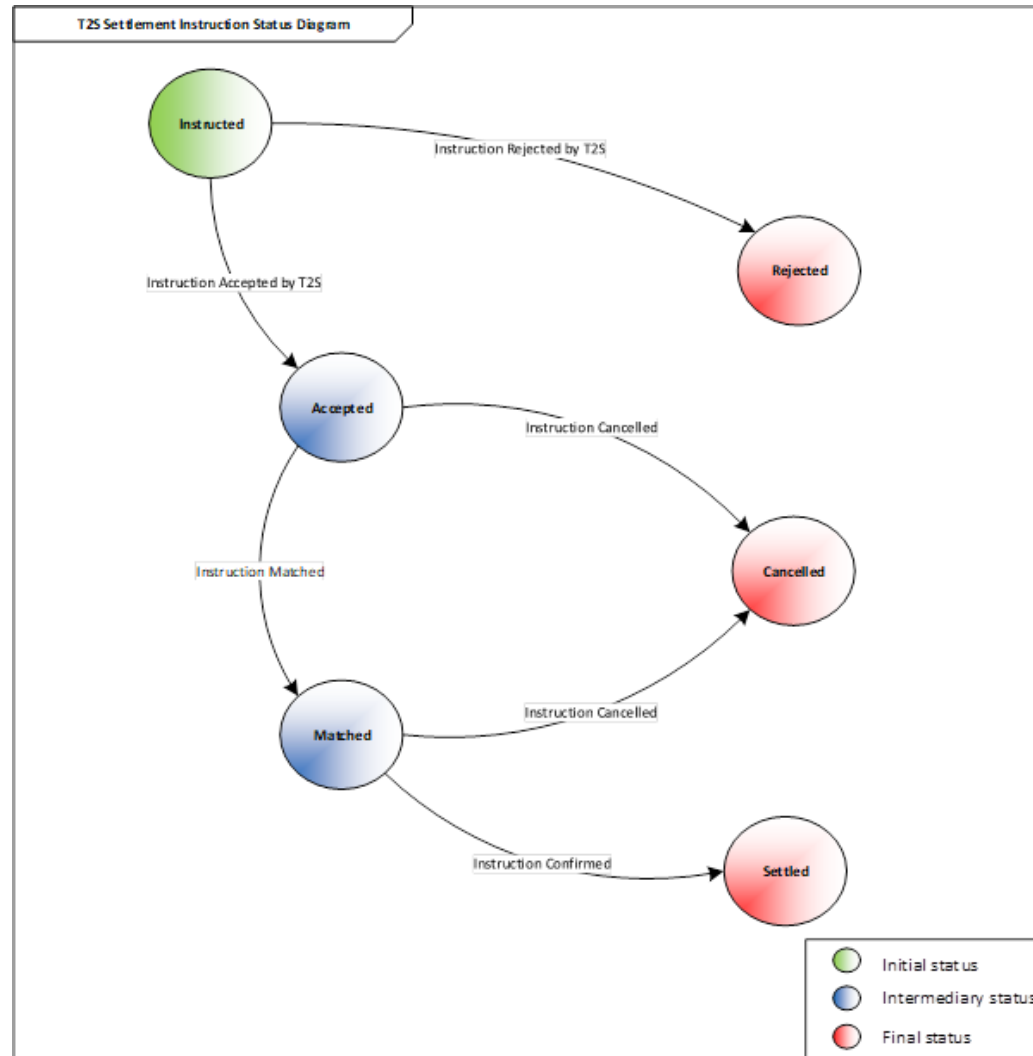 T2S Settlement Instruction Status Diagram
Instructed
Instruction Rejected by T2S
Rejected
Instruction Accepted by T2S
Accepted
Instruction Cancelled
Instruction Matched
Cancelled
Instruction Cancelled
Matched
Instruction Confirmed
Settled
Initial status
Intermediary status
Final status